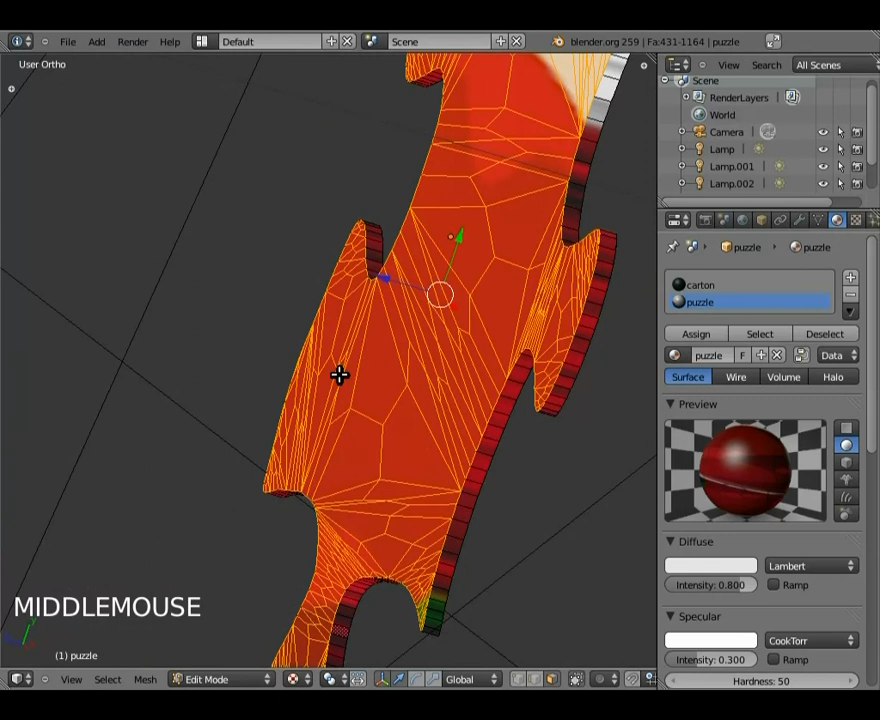 File Add Render Help Default Scene blender.org 259 | Fa:431-1164 | puzzle
User Ortho
View Search All Scenes
Scene
RenderLayers
World
Camera
Lamp
Lamp.001
Lamp.002
puzzle puzzle
carton
puzzle
Assign Select Deselect
puzzle F Data
Surface Wire Volume Halo
Preview
Diffuse
Lambert
Intensity: 0.800 Ramp
Specular
CookTorr
Intensity: 0.300 Ramp
Hardness: 50
MIDDLEMOUSE
(1) puzzle
View Select Mesh Edit Mode Global